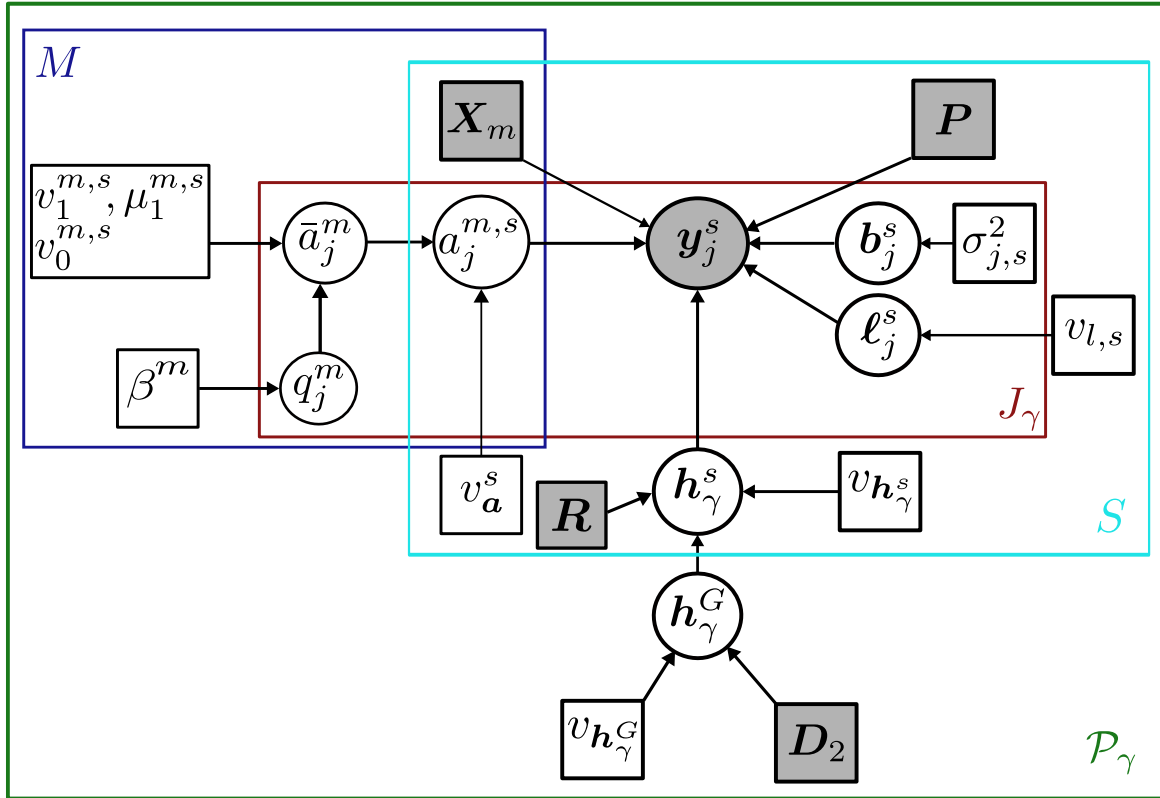 M
X_m
P
v_1^{m,s}, μ_1^{m,s}
v_0^{m,s}
ā_j^m
a_j^{m,s}
y_j^s
b_j^s
σ_{j,s}^2
ℓ_j^s
v_{l,s}
β^m
q_j^m
J_γ
v_a^s
R
h_γ^s
v_{h_γ^s}
S
h_γ^G
v_{h_γ^G}
D_2
𝒫_γ